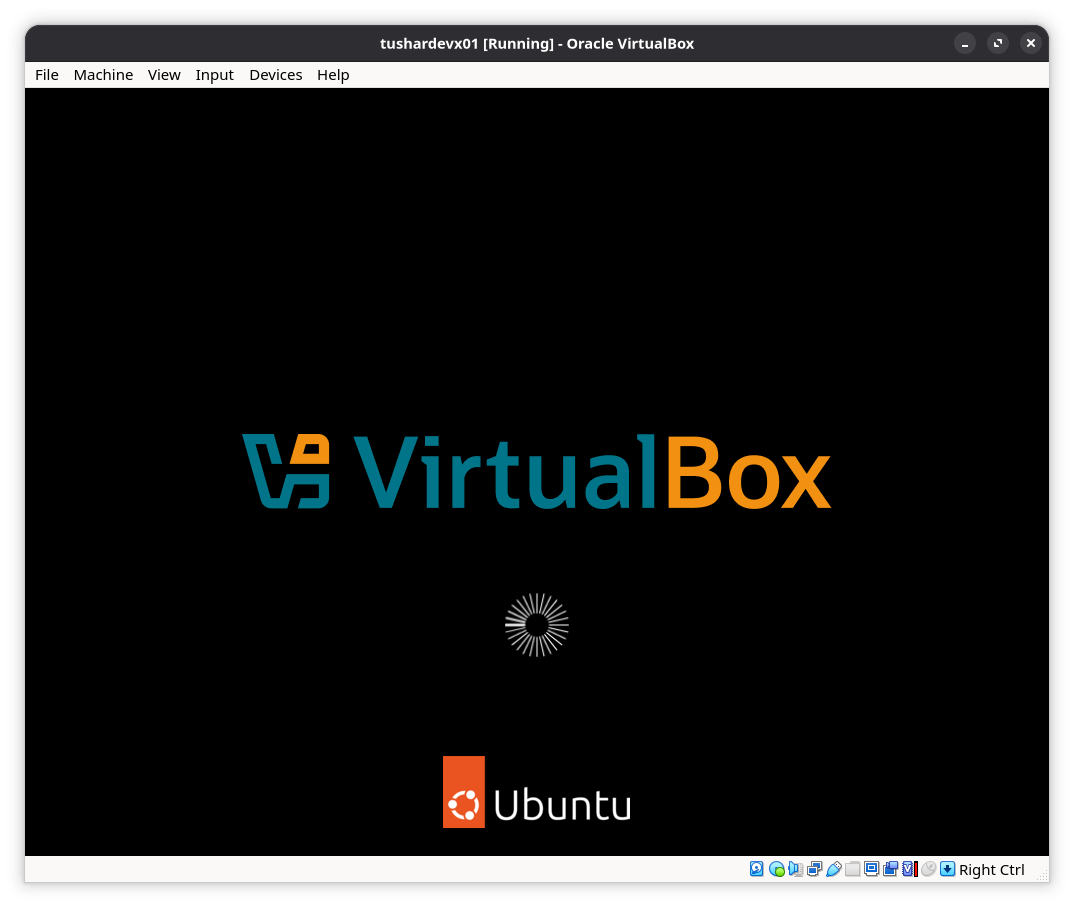 tushardevx01 [Running] - Oracle VirtualBox
File Machine View Input Devices Help
VirtualBox
Ubuntu
Right Ctrl